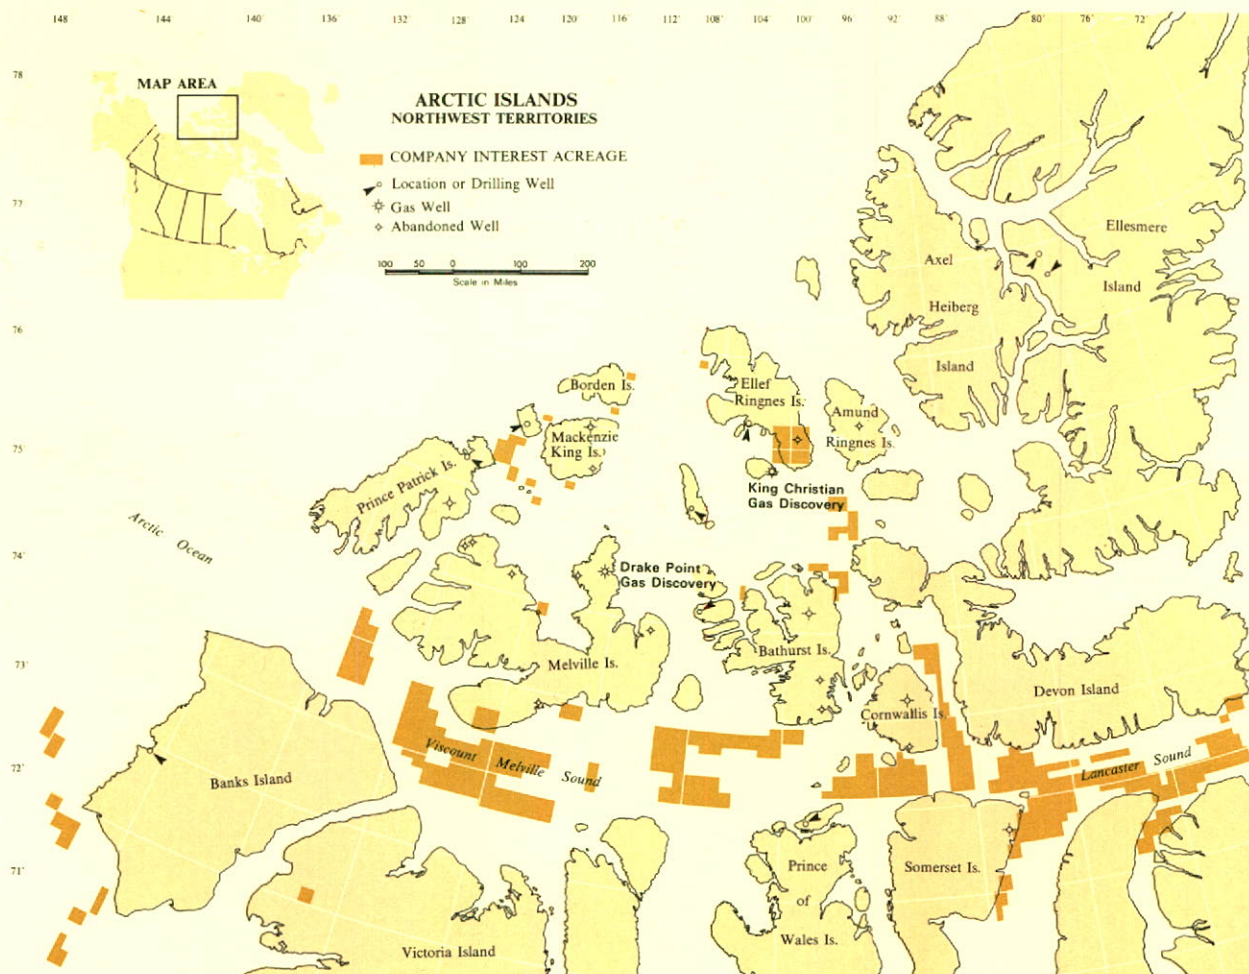 148
144
140
136
132
128
124
120
116
112
108°
104
100°
96
92°
88°
80°
76°
72°
78
77
76
75
74
73
72
71
MAP AREA
ARCTIC ISLANDS
NORTHWEST TERRITORIES
COMPANY INTEREST ACREAGE
Location or Drilling Well
Gas Well
Abandoned Well
100 50 0 100 200
Scale in Miles
Ellesmere
Island
Axel
Heiberg
Island
Borden Is.
Ellef
Ringnes Is.
Amund
Ringnes Is.
Mackenzie
King Is.
Prince Patrick Is.
King Christian
Gas Discovery
Arctic Ocean
Drake Point
Gas Discovery
Melville Is.
Bathurst Is.
Cornwallis Is.
Devon Island
Viscount Melville Sound
Lancaster Sound
Banks Island
Prince
of
Wales Is.
Somerset Is.
Victoria Island